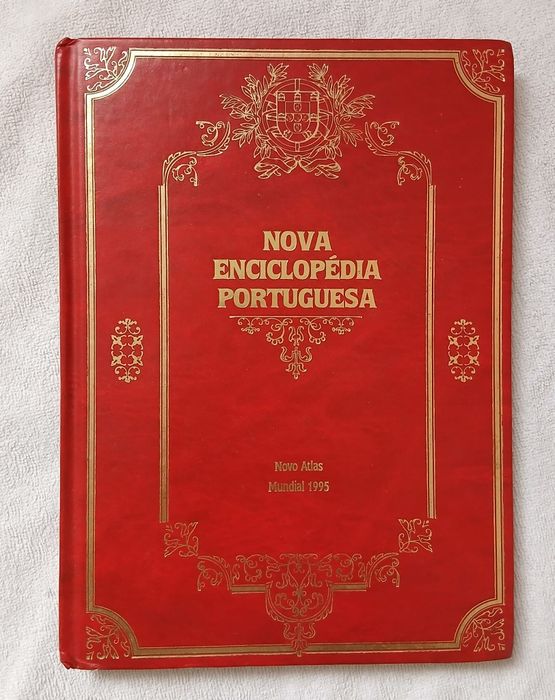 NOVA
ENCICLOPÉDIA
PORTUGUESA
Novo Atlas
Mundial 1995